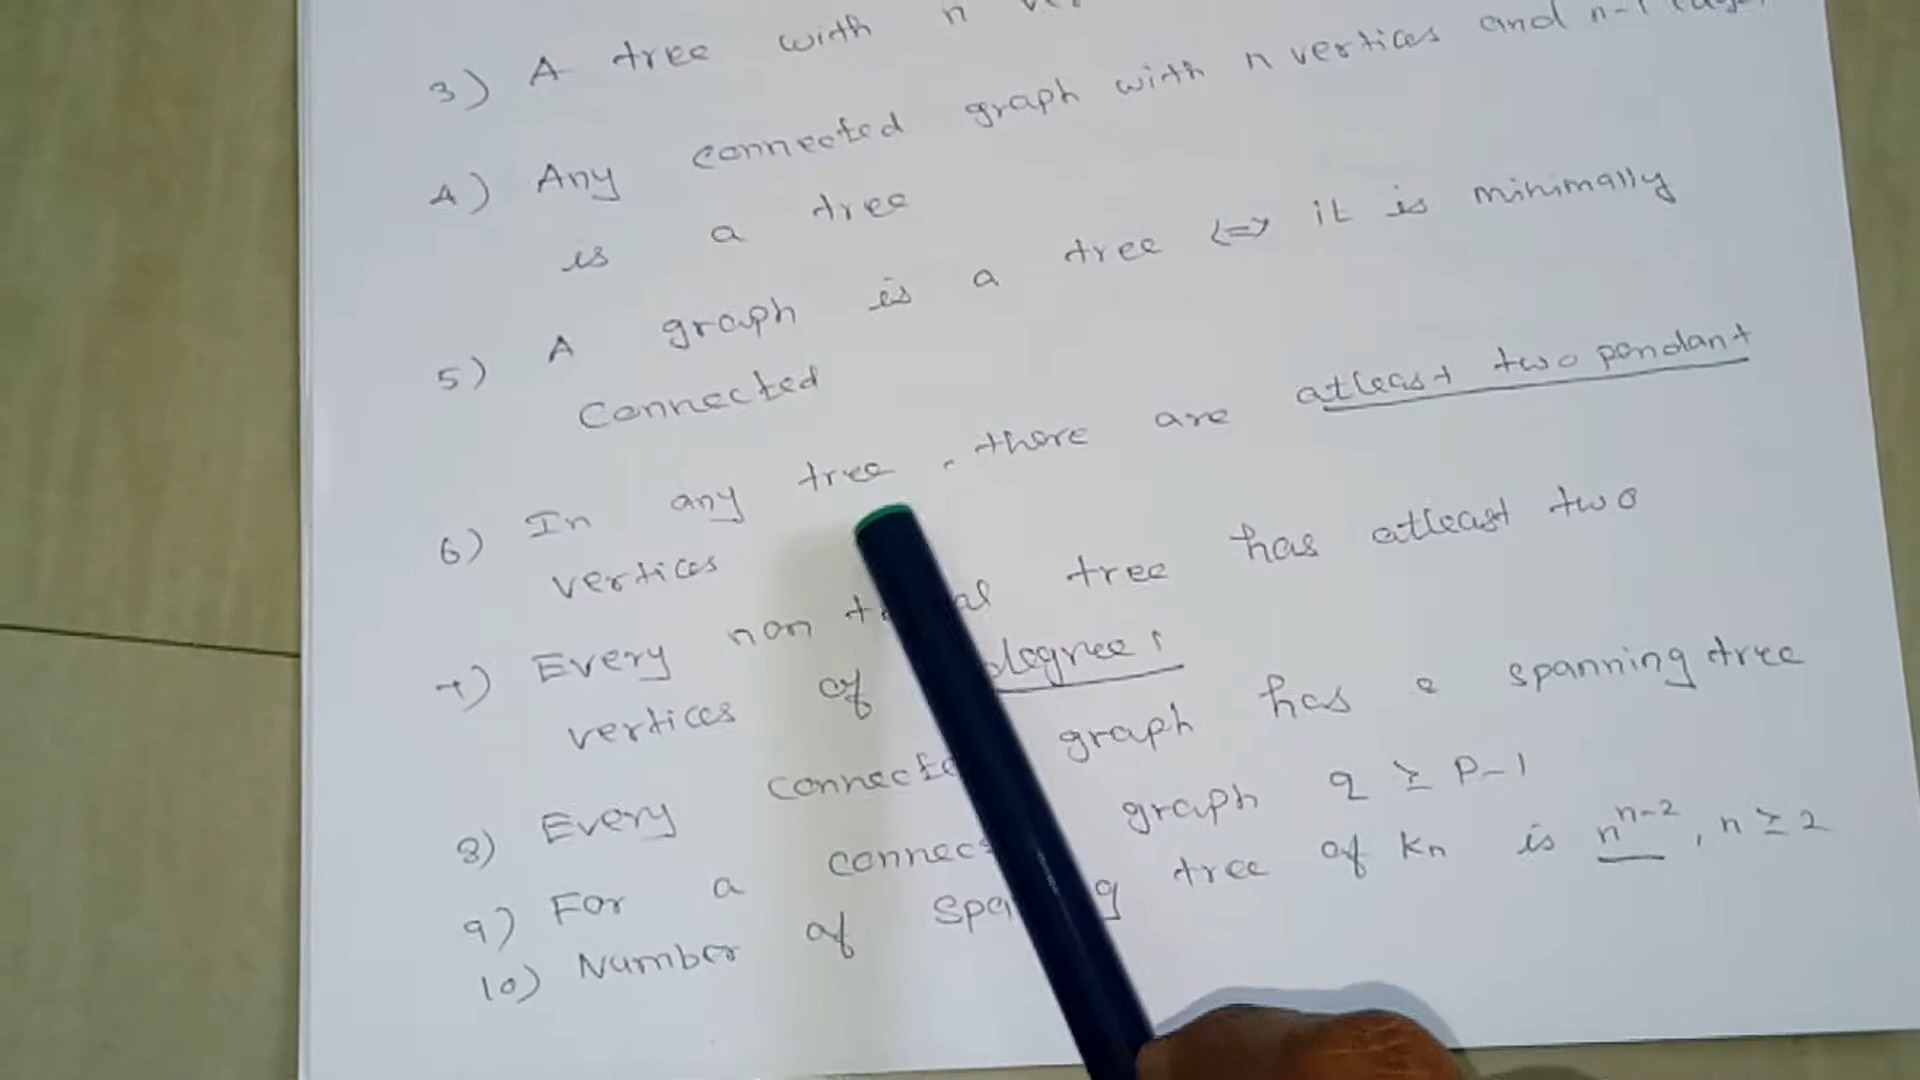 3) A tree with n
4) Any connected graph with n vertices and n-1
is a tree
5) A graph is a tree <=> it is minimally
Connected
6) In any tree, there are atleast two pendant
vertices
7) Every non tree has atleast two
vertices of degree 1
8) Every graph has a spanning tree
9) For a graph q ≥ P-1
10) Number of tree of Kn is n^{n-2}, n ≥ 2